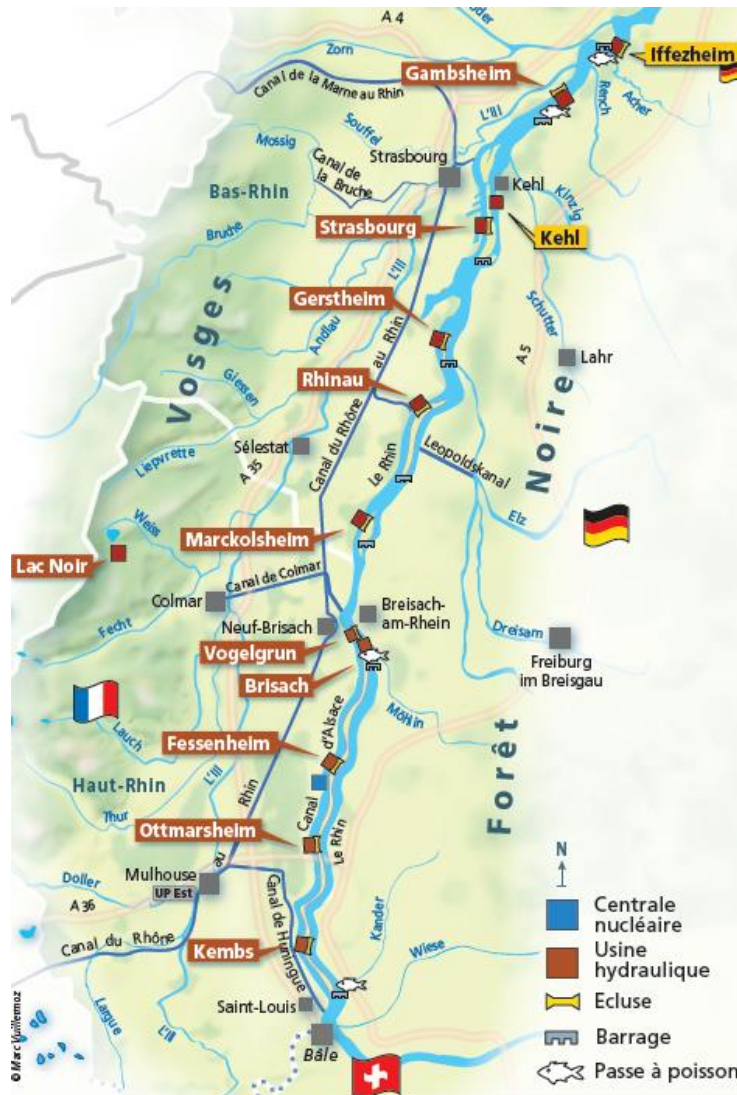 A 4
Zorn
Iffezheim
Gambsheim
Canal de la Marne au Rhin
L'Ill
Rench
Acher
Souffel
Mossig
Strasbourg
Canal de
la Bruche
Kehl
Kinzig
Bas-Rhin
Bruche
Strasbourg
Kehl
L'Ill
Gerstheim
Andlau
Schutter
A 5
Lahr
Vosges
Giessen
Rhinau
Canal du Rhône
au Rhin
Le Rhin
Leopoldskanal
Noire
Sélestat
A 35
Liepvrette
Elz
Weiss
Marckolsheim
Lac Noir
Canal de Colmar
Colmar
Fecht
Neuf-Brisach
Breisach-
am-Rhein
Dreisam
Freiburg
im Breisgau
Vogelgrun
Brisach
Möhlin
Lauch
Fessenheim
d'Alsace
Canal
Haut-Rhin
L'Ill
Rhin
Thur
Forêt
Ottmarsheim
Le Rhin
au
Mulhouse
UP Est
Doller
A 36
Canal du Rhône
Canal de Huningue
Kembs
Kander
Wiese
Saint-Louis
Largue
L'Ill
Bâle
N
Centrale
nucléaire
Usine
hydraulique
Ecluse
Barrage
Passe à poisson
© Marc Vuillermoz